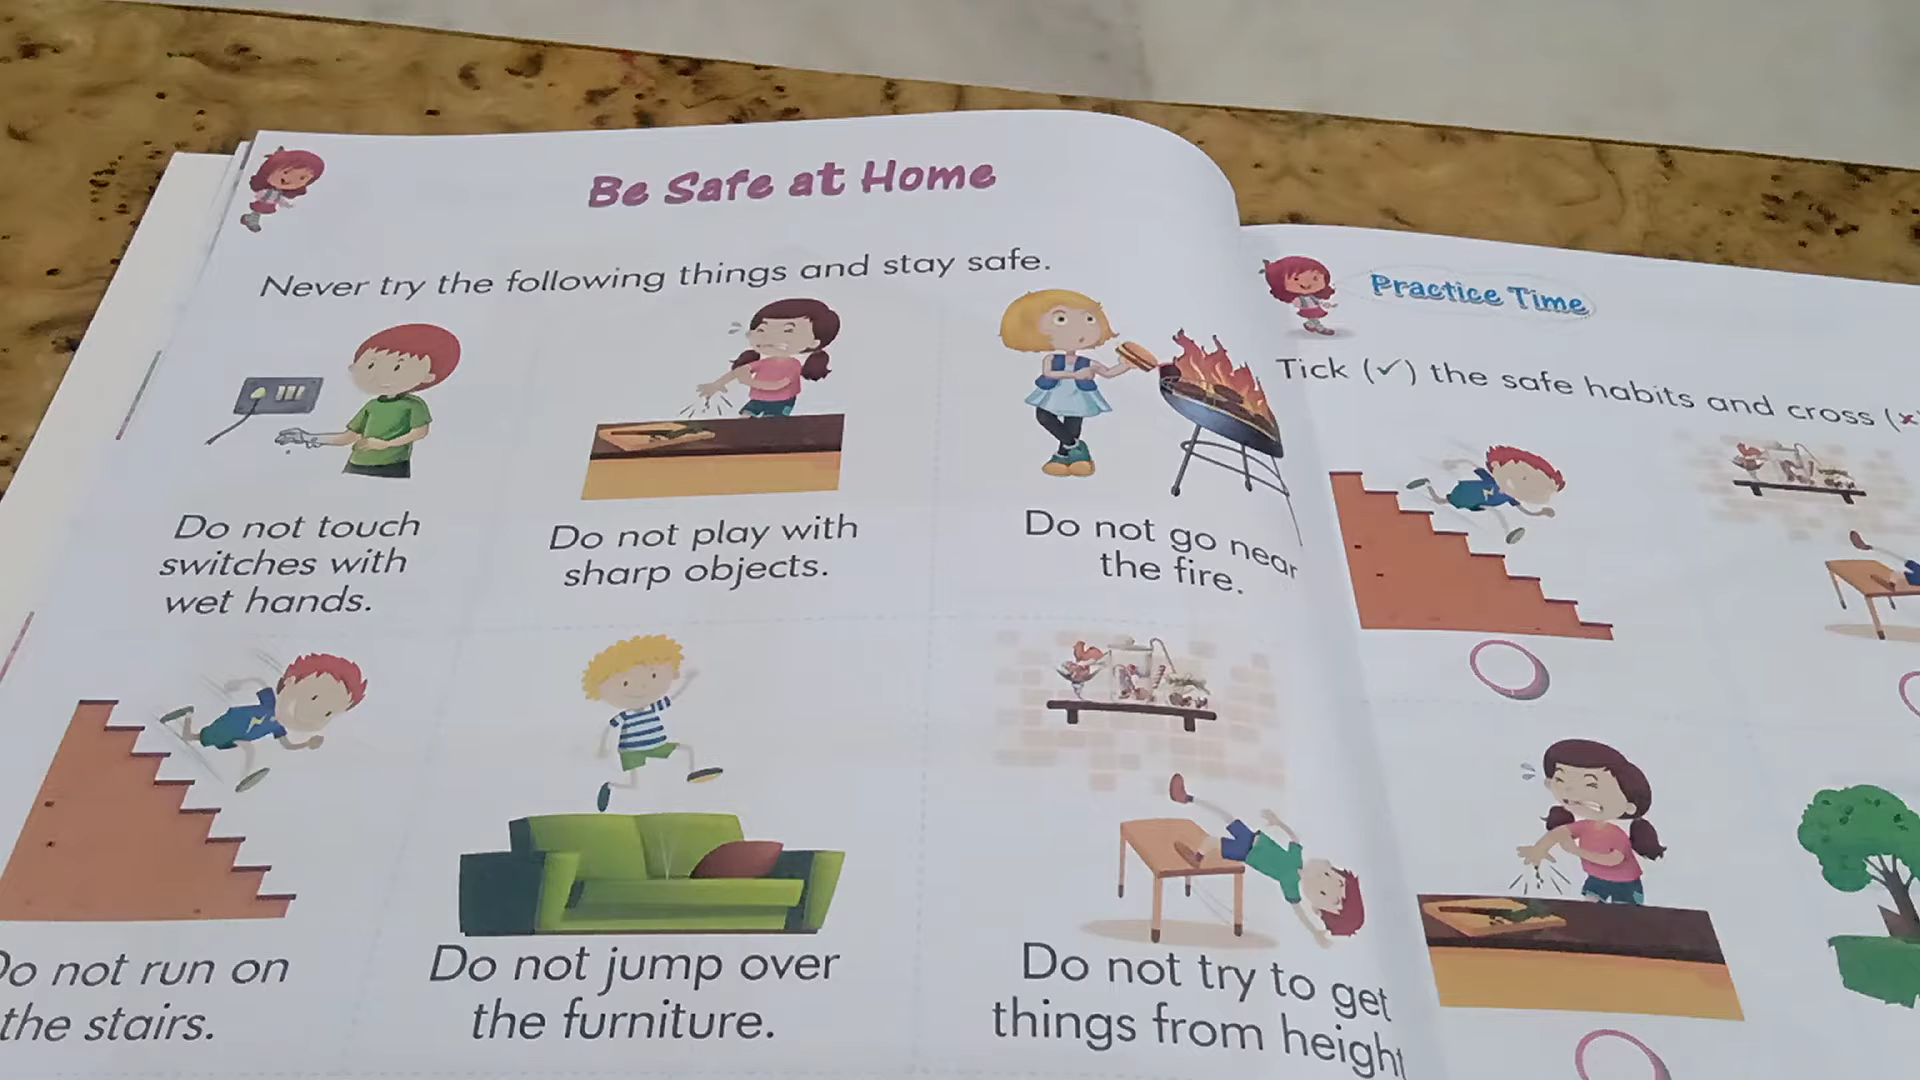 Be Safe at Home
Never try the following things and stay safe.
Do not touch
switches with
wet hands.
Do not play with
sharp objects.
Do not go near
the fire.
Do not run on
the stairs.
Do not jump over
the furniture.
Do not try to get
things from height
Practice Time
Tick (✓) the safe habits and cross (✗